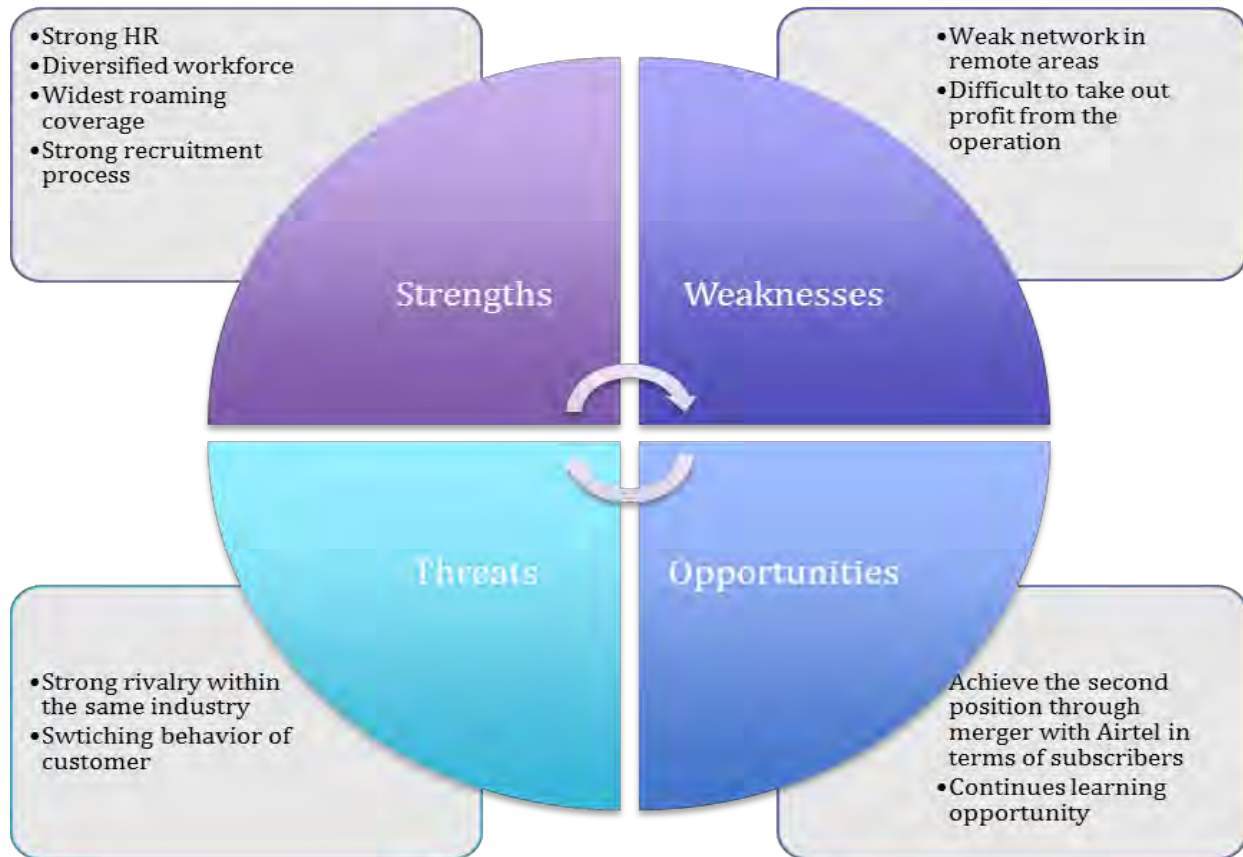 •Strong HR
•Diversified workforce
•Widest roaming
coverage
•Strong recruitment
process
•Weak network in
remote areas
•Difficult to take out
profit from the
operation
Strengths
Weaknesses
Threats
Opportunities
•Strong rivalry within
the same industry
•Swtiching behavior of
customer
Achieve the second
position through
merger with Airtel in
terms of subscribers
•Continues learning
opportunity